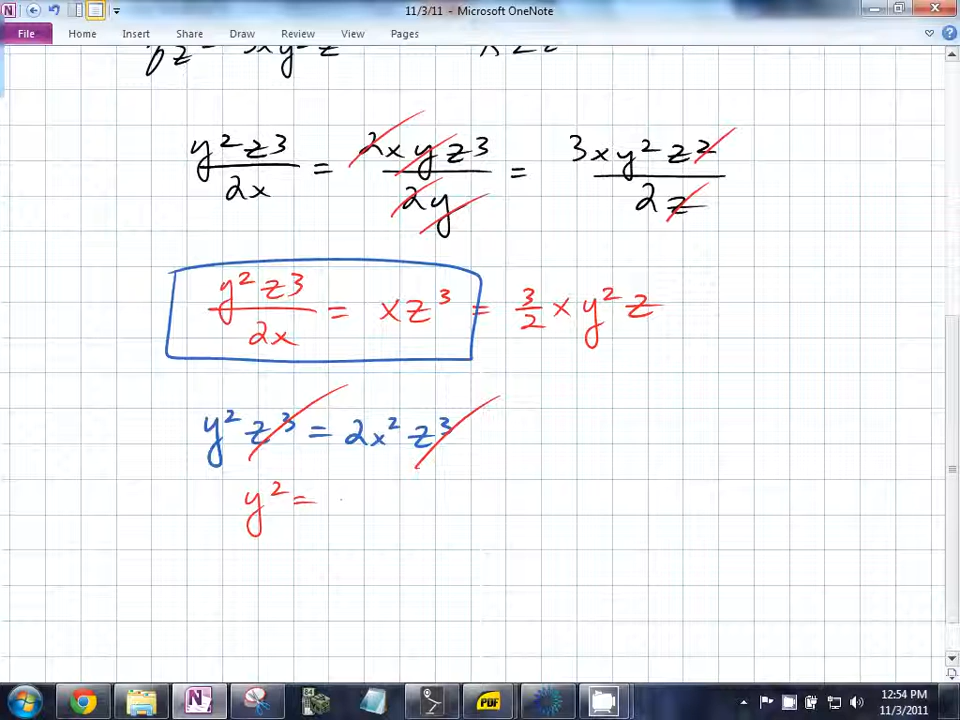 11/3/11 - Microsoft OneNote
File Home Insert Share Draw Review View Pages
y²z³/2x = 2xyz³/2y = 3xy²z²/2z
y²z³/2x = xz³ = 3/2 xy²z
y²z³ = 2x²z³
y² =
PDF
12:54 PM
11/3/2011